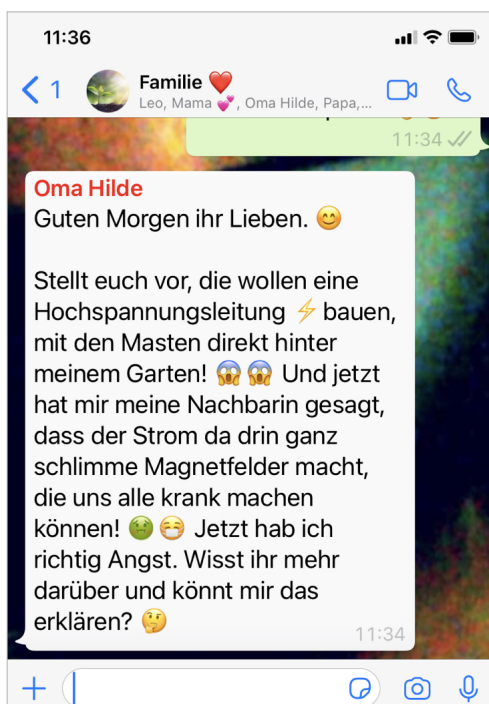 11:36
1
Familie ❤️
Leo, Mama 💕, Oma Hilde, Papa,...
11:34
Oma Hilde
Guten Morgen ihr Lieben. 😊
Stellt euch vor, die wollen eine
Hochspannungsleitung ⚡ bauen,
mit den Masten direkt hinter
meinem Garten! 😱 😱 Und jetzt
hat mir meine Nachbarin gesagt,
dass der Strom da drin ganz
schlimme Magnetfelder macht,
die uns alle krank machen
können! 🤢 😷 Jetzt hab ich
richtig Angst. Wisst ihr mehr
darüber und könnt mir das
erklären? 🤔
11:34